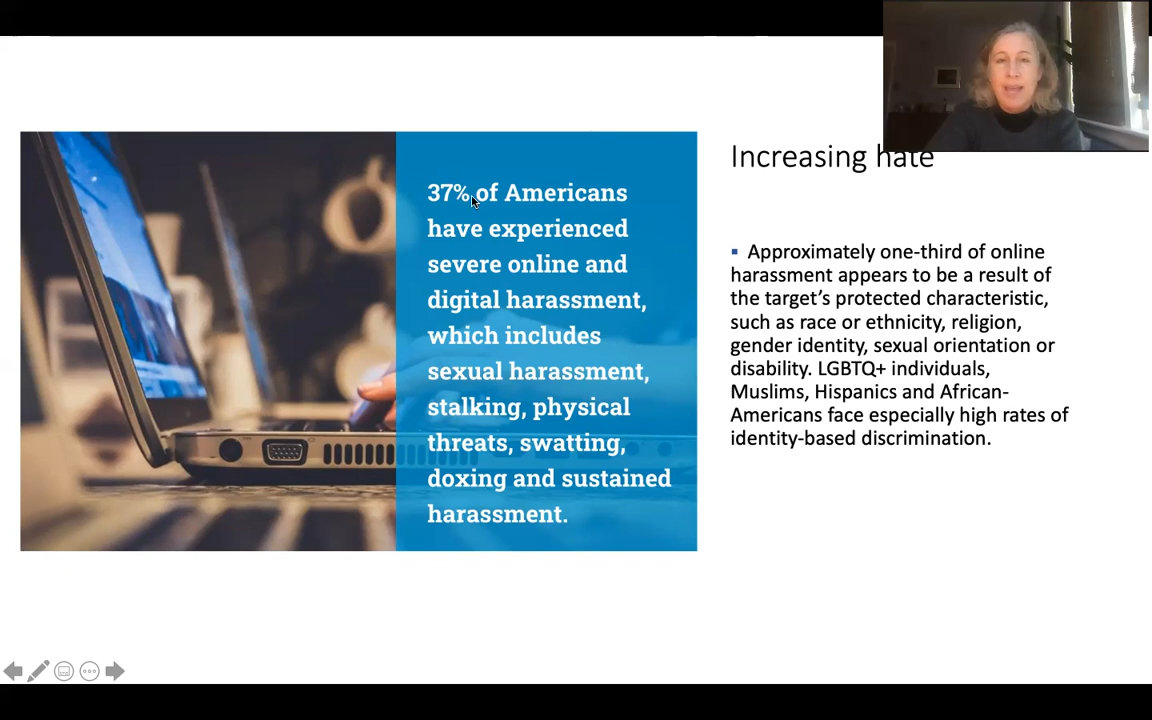 37% of Americans
have experienced
severe online and
digital harassment,
which includes
sexual harassment,
stalking, physical
threats, swatting,
doxing and sustained
harassment.
Increasing hate
▪ Approximately one-third of online
harassment appears to be a result of
the target’s protected characteristic,
such as race or ethnicity, religion,
gender identity, sexual orientation or
disability. LGBTQ+ individuals,
Muslims, Hispanics and African-
Americans face especially high rates of
identity-based discrimination.